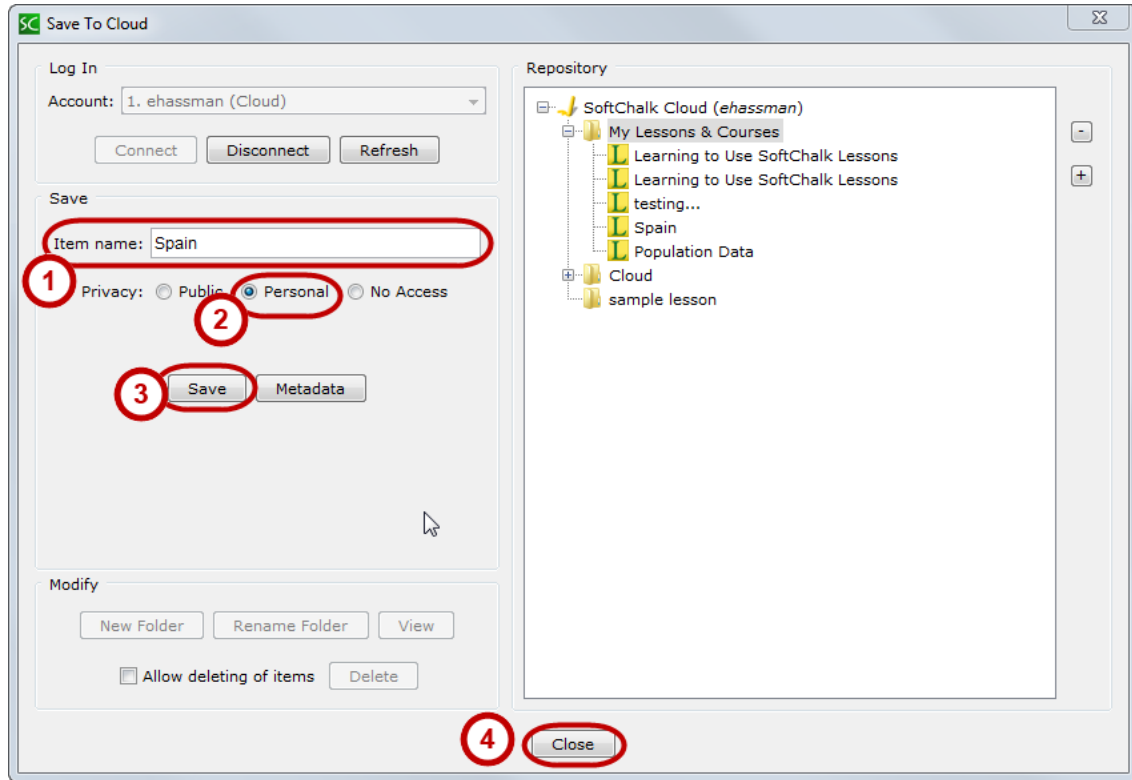 SC Save To Cloud
Log In
Account: 1. ehassman (Cloud)
Connect Disconnect Refresh
Save
Item name: Spain
1
Privacy: Public Personal No Access
2
3 Save Metadata
Modify
New Folder Rename Folder View
Allow deleting of items Delete
Repository
SoftChalk Cloud (ehassman)
My Lessons & Courses
L Learning to Use SoftChalk Lessons
L Learning to Use SoftChalk Lessons
L testing...
L Spain
L Population Data
Cloud
sample lesson
-
+
4 Close